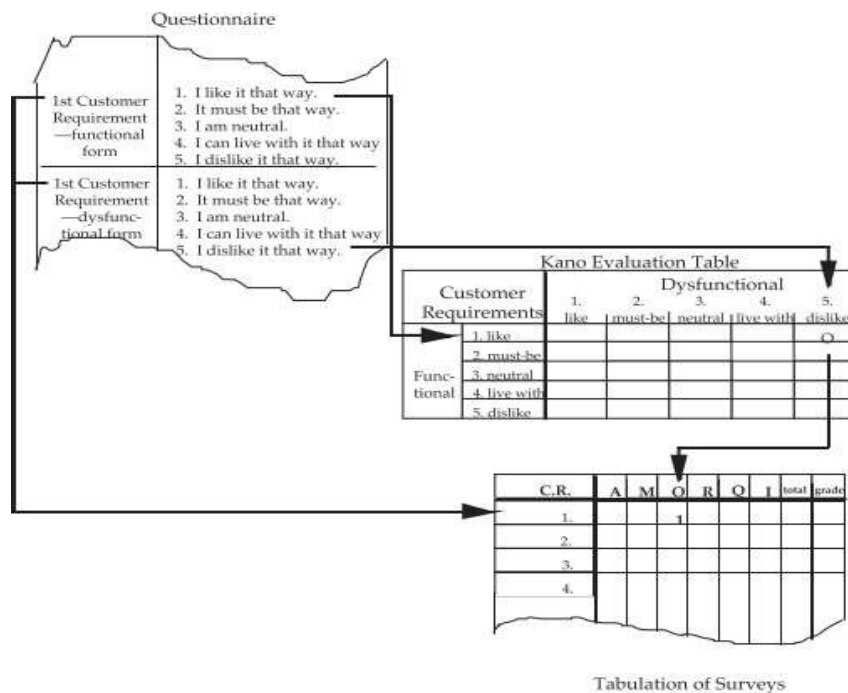 Questionnaire
1st Customer
Requirement
—functional
form
1. I like it that way.
2. It must be that way.
3. I am neutral.
4. I can live with it that way
5. I dislike it that way.
1st Customer
Requirement
—dysfunc-
tional form
1. I like it that way.
2. It must be that way.
3. I am neutral.
4. I can live with it that way
5. I dislike it that way.
Kano Evaluation Table
Customer
Requirements
Dysfunctional
1. 2. 3. 4. 5.
like must-be neutral live with dislike
Func-
tional
1. like O
2. must-be
3. neutral
4. live with
5. dislike
C.R. A M O R Q I total grade
1. 1
2.
3.
4.
Tabulation of Surveys